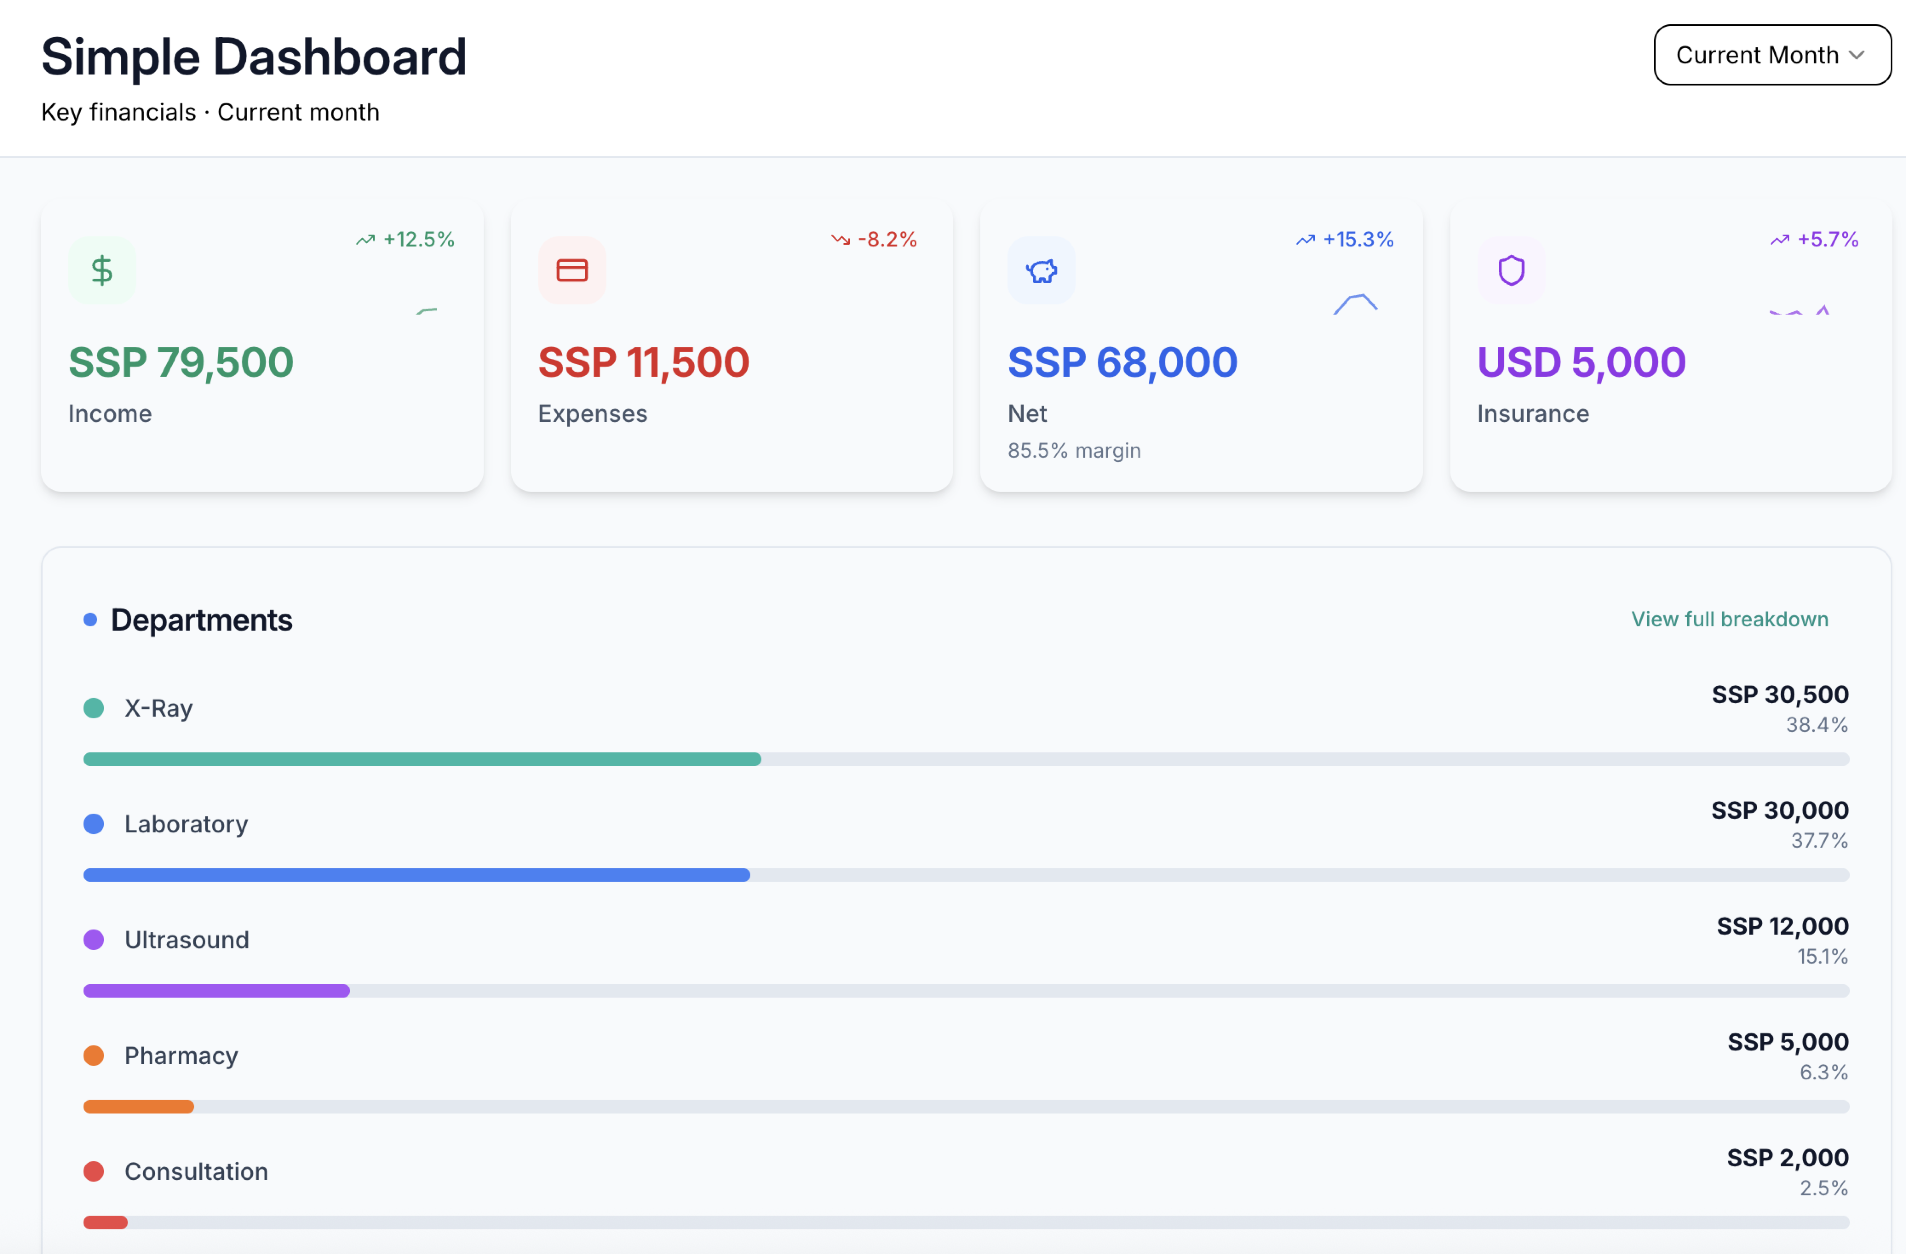 Simple Dashboard
Current Month
Key financials · Current month
+12.5%
SSP 79,500
Income
-8.2%
SSP 11,500
Expenses
+15.3%
SSP 68,000
Net
85.5% margin
+5.7%
USD 5,000
Insurance
Departments
View full breakdown
X-Ray
SSP 30,500
38.4%
Laboratory
SSP 30,000
37.7%
Ultrasound
SSP 12,000
15.1%
Pharmacy
SSP 5,000
6.3%
Consultation
SSP 2,000
2.5%